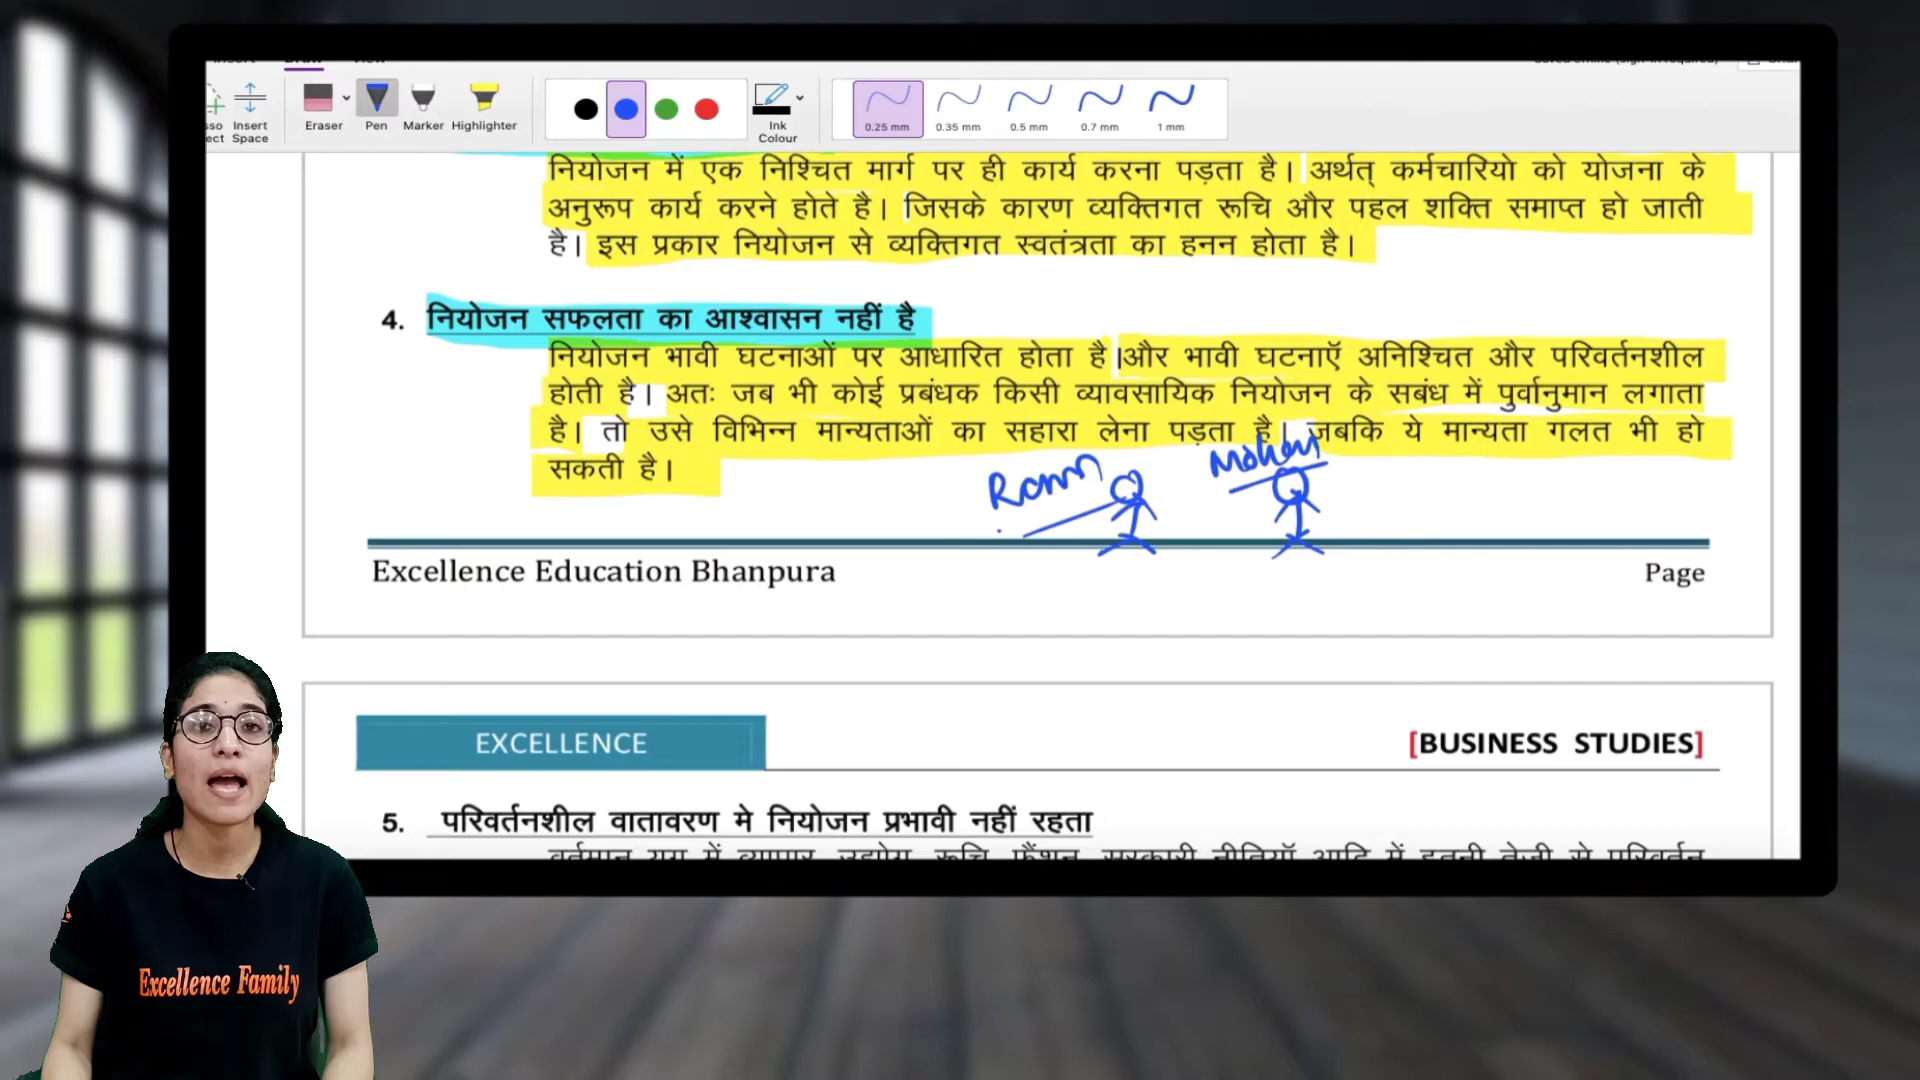 Insert
Space
Eraser
Pen
Marker
Highlighter
Ink
Colour
0.25 mm
0.35 mm
0.5 mm
0.7 mm
1 mm
नियोजन में एक निश्चित मार्ग पर ही कार्य करना पड़ता है। अर्थत् कर्मचारियो को योजना के
अनुरूप कार्य करने होते है। जिसके कारण व्यक्तिगत रूचि और पहल शक्ति समाप्त हो जाती
है। इस प्रकार नियोजन से व्यक्तिगत स्वतंत्रता का हनन होता है।
4. नियोजन सफलता का आश्वासन नहीं है
नियोजन भावी घटनाओं पर आधारित होता है।और भावी घटनाऍ अनिश्चित और परिवर्तनशील
होती है। अतः जब भी कोई प्रबंधक किसी व्यावसायिक नियोजन के सबंध में पुर्वानुमान लगाता
है। तो उसे विभिन्न मान्यताओं का सहारा लेना पड़ता है। जबकि ये मान्यता गलत भी हो
सकती है।
Ram
Mohan
Excellence Education Bhanpura Page
EXCELLENCE [BUSINESS STUDIES]
5. परिवर्तनशील वातावरण मे नियोजन प्रभावी नहीं रहता
Excellence Family